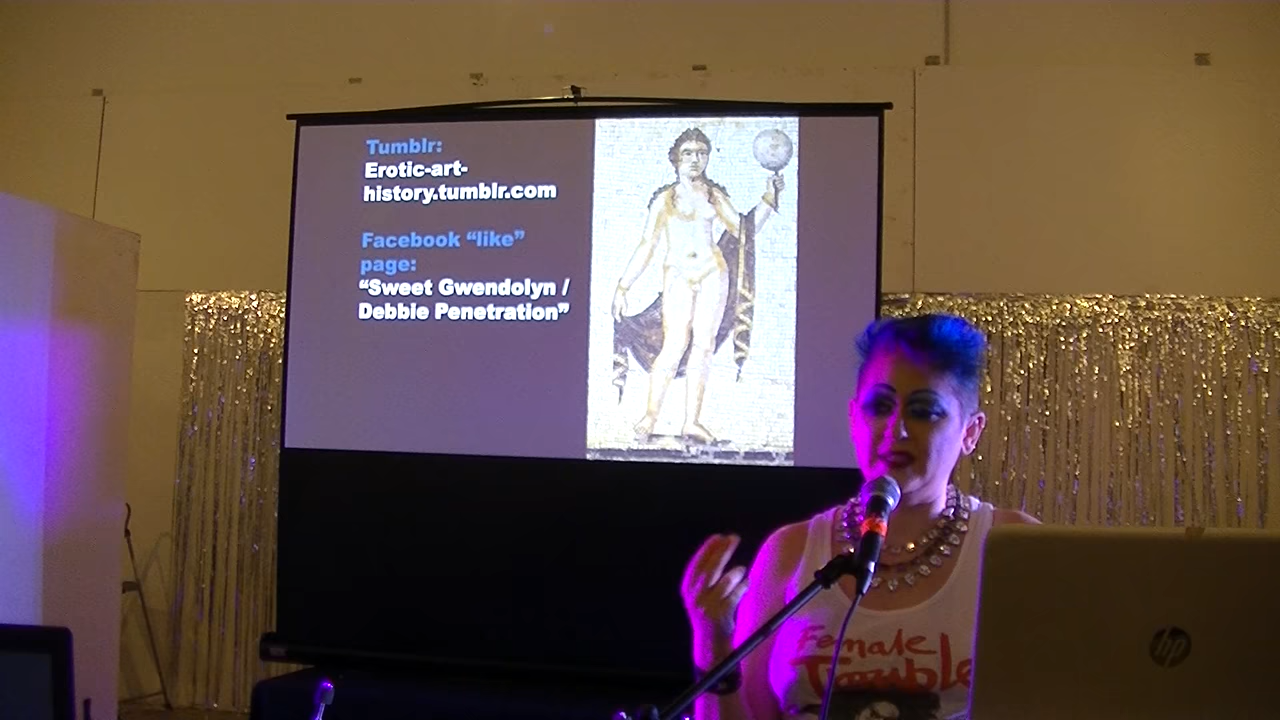 Tumblr:
Erotic-art-
history.tumblr.com
Facebook “like”
page:
“Sweet Gwendolyn /
Debbie Penetration”
Female
Trouble
hp